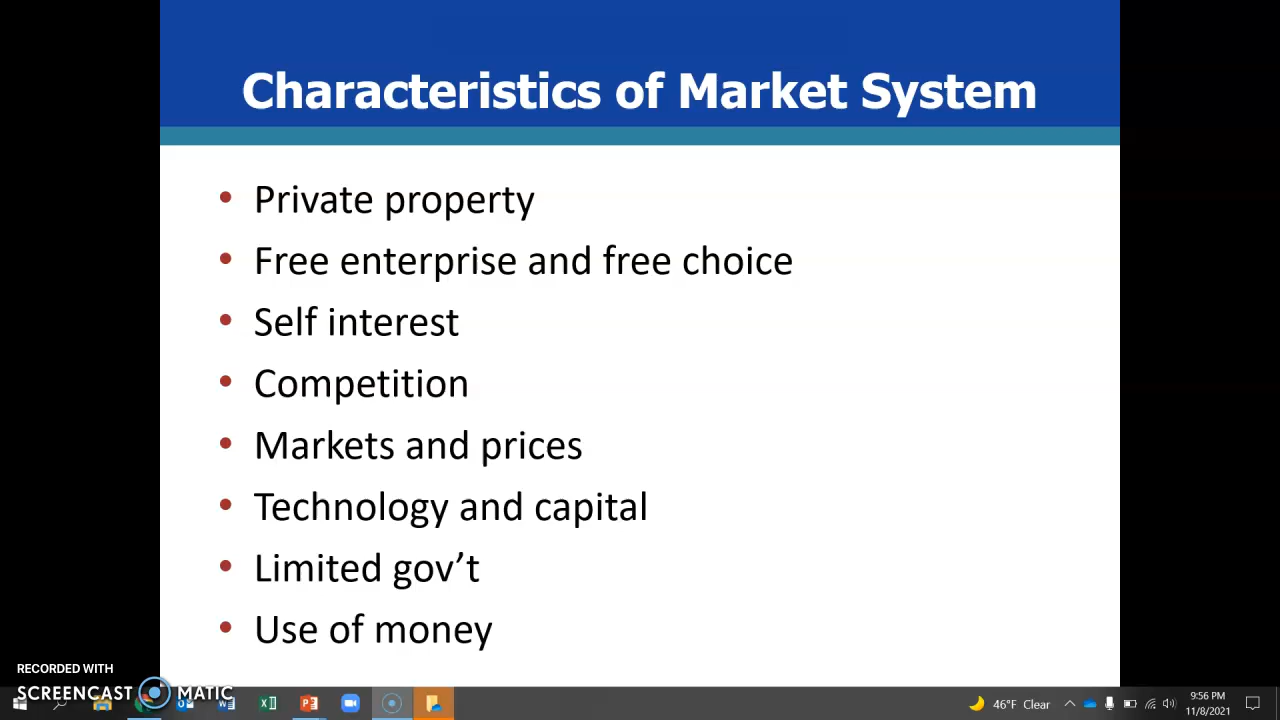 Characteristics of Market System
• Private property
• Free enterprise and free choice
• Self interest
• Competition
• Markets and prices
• Technology and capital
• Limited gov’t
• Use of money
RECORDED WITH
SCREENCAST MATIC
46°F Clear
9:56 PM
11/8/2021